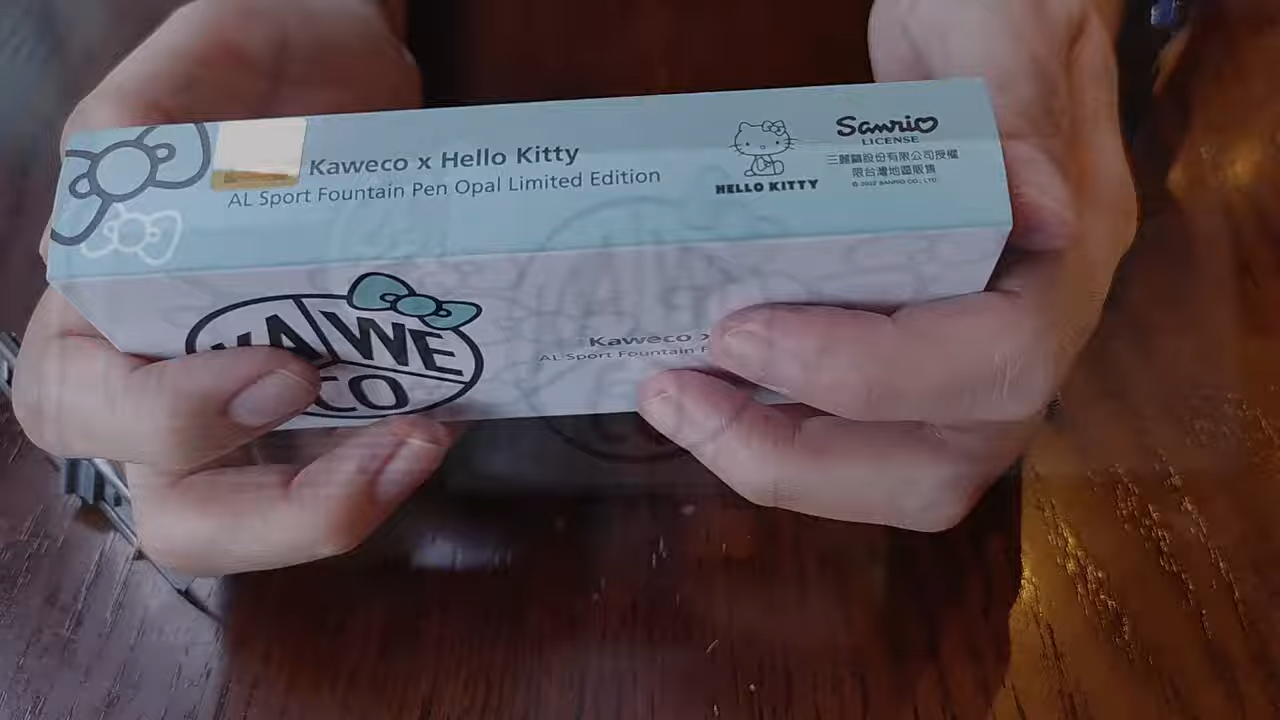 Kaweco x Hello Kitty
AL Sport Fountain Pen Opal Limited Edition
HELLO KITTY
Sanrio
LICENSE
三麗鷗股份有限公司授權
限台灣地區販售
© 2022 SANRIO CO., LTD.
KAWE
CO
Kaweco x
AL Sport Fountain